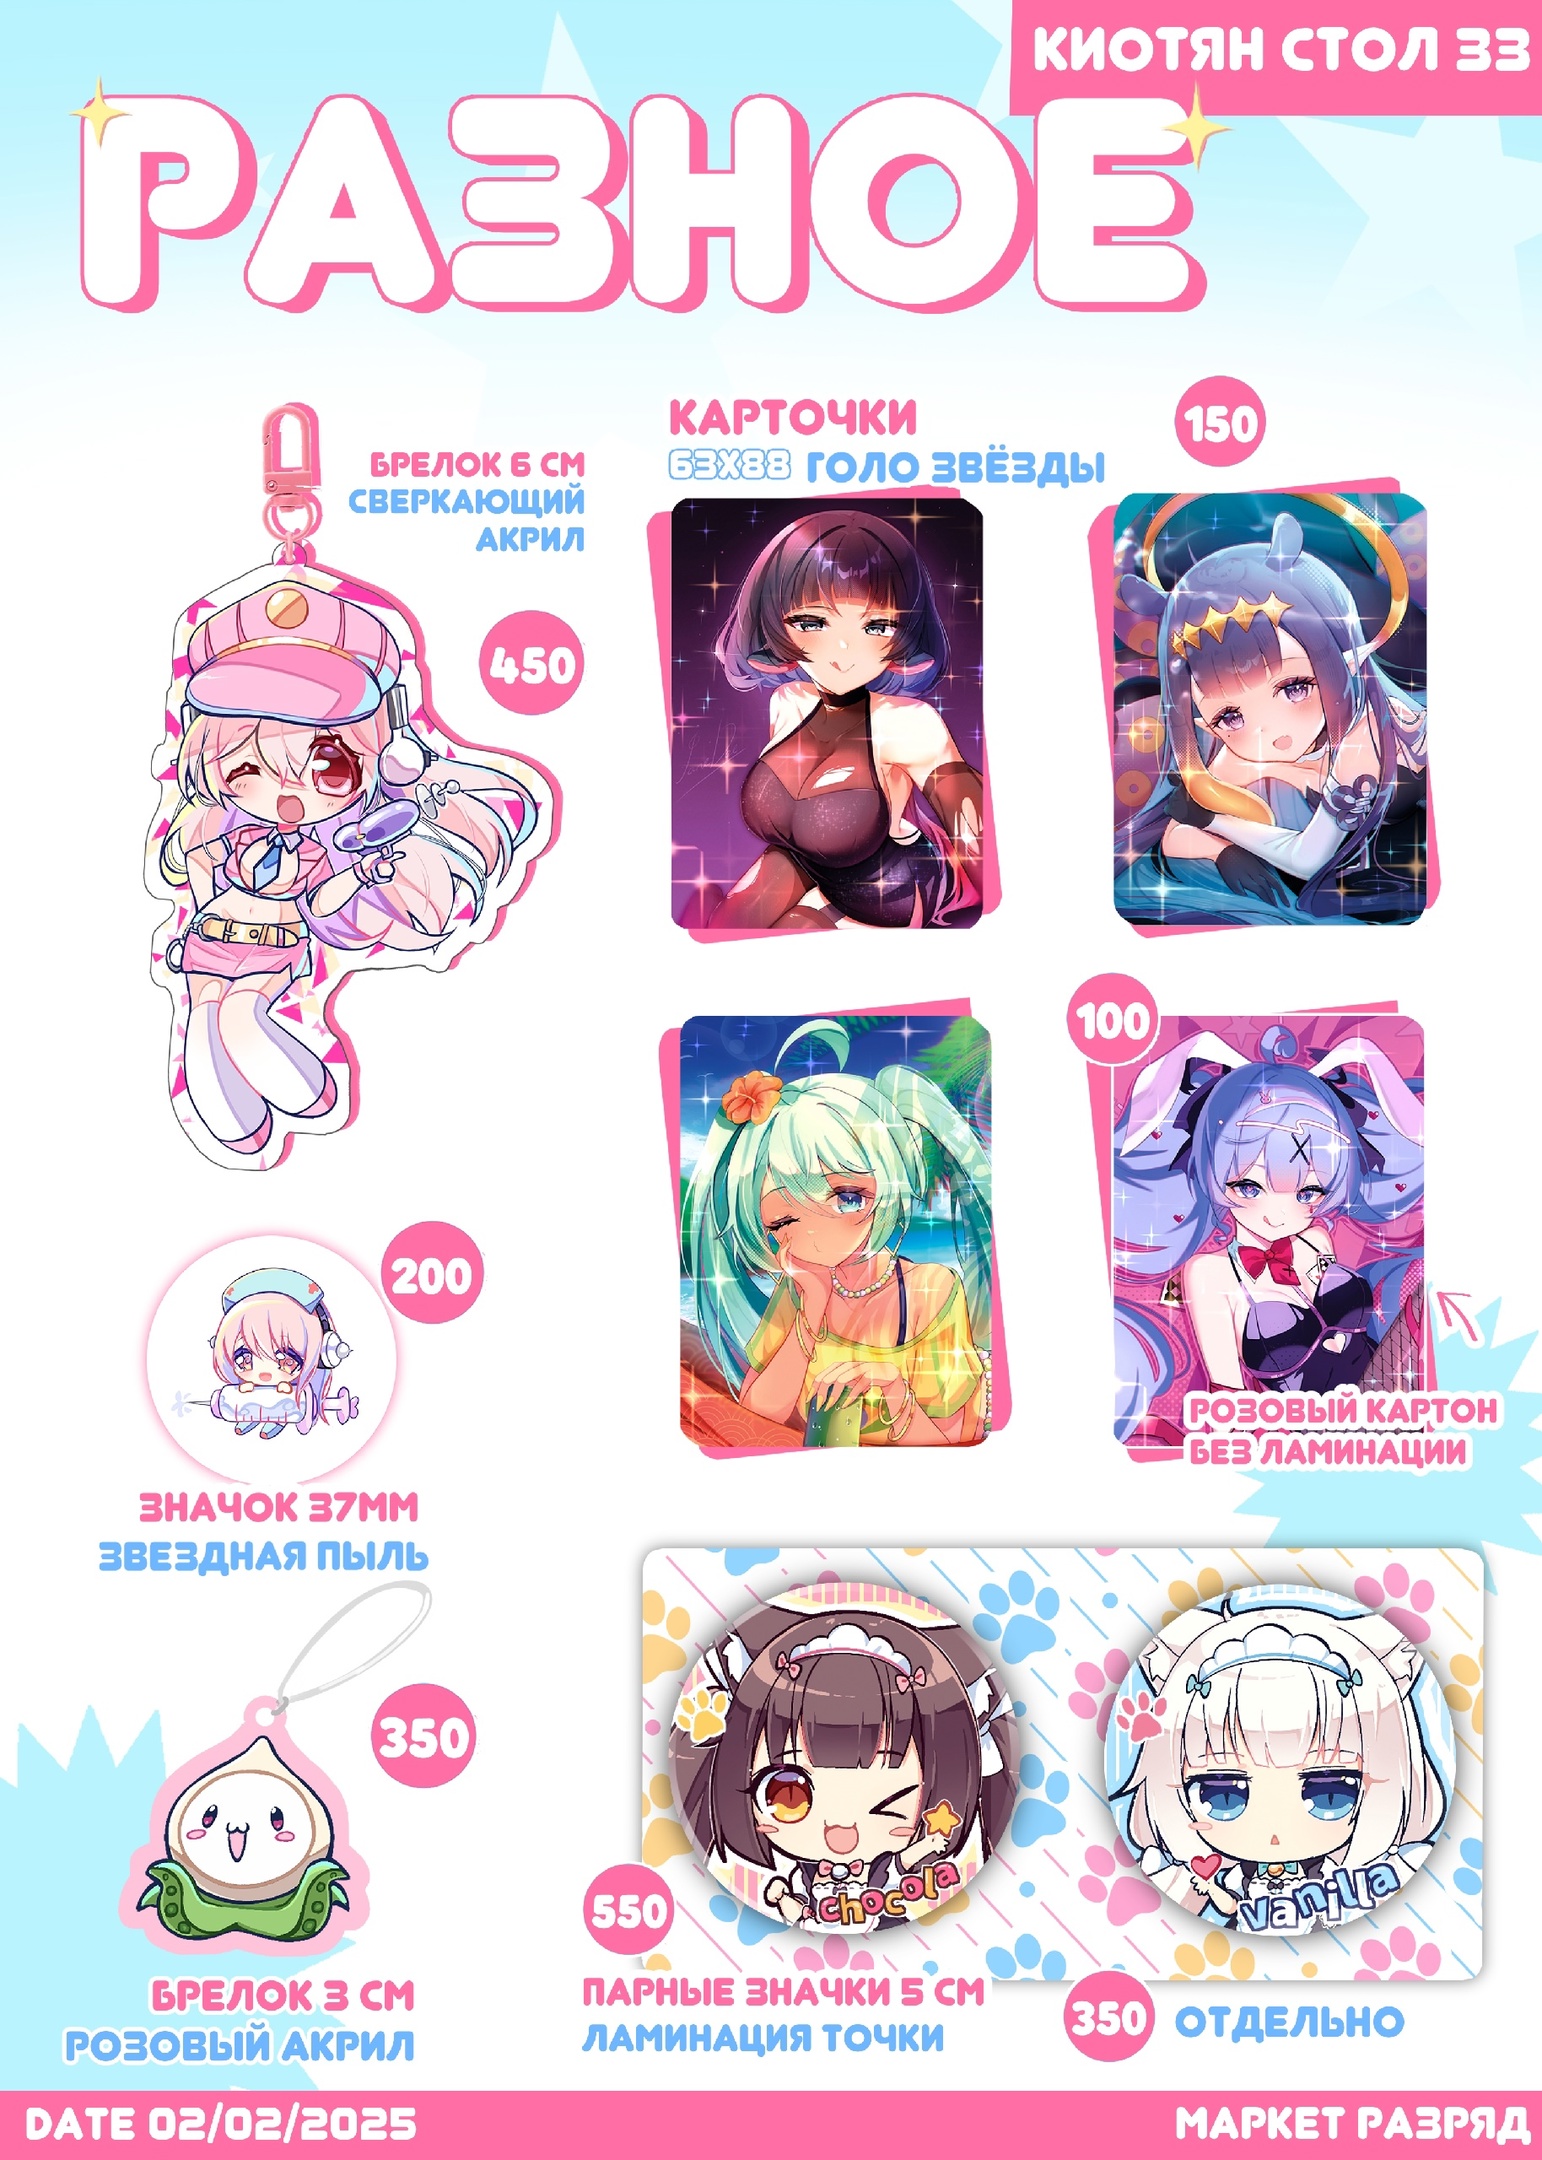 КИОТЯН СТОЛ 33
РАЗНОЕ
БРЕЛОК 6 СМ
СВЕРКАЮЩИЙ
АКРИЛ
450
КАРТОЧКИ
63X88 ГОЛО ЗВЁЗДЫ
150
100
РОЗОВЫЙ КАРТОН
БЕЗ ЛАМИНАЦИИ
200
ЗНАЧОК 37ММ
ЗВЕЗДНАЯ ПЫЛЬ
350
БРЕЛОК 3 СМ
РОЗОВЫЙ АКРИЛ
chocola
vanilla
550
ПАРНЫЕ ЗНАЧКИ 5 СМ
ЛАМИНАЦИЯ ТОЧКИ
350 ОТДЕЛЬНО
DATE 02/02/2025
МАРКЕТ РАЗРЯД